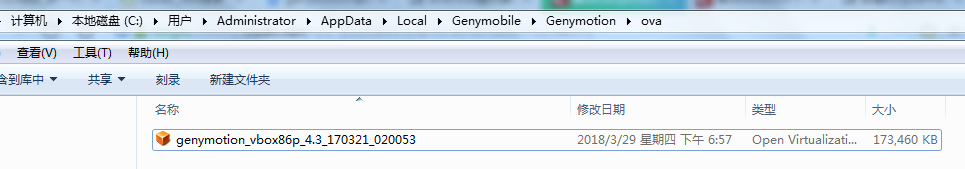 计算机 ▸ 本地磁盘 (C:) ▸ 用户 ▸ Administrator ▸ AppData ▸ Local ▸ Genymobile ▸ Genymotion ▸ ova
查看(V) 工具(T) 帮助(H)
含到库中 共享 刻录 新建文件夹
名称 修改日期 类型 大小
genymotion_vbox86p_4.3_170321_020053 2018/3/29 星期四 下午 6:57 Open Virtualizati... 173,460 KB